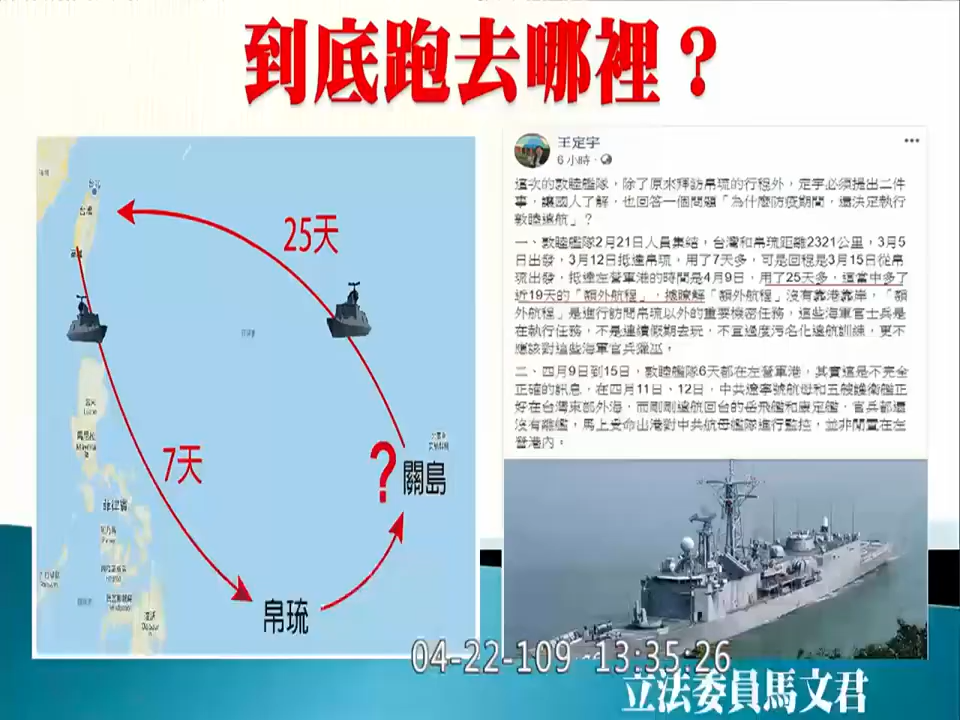 到底跑去哪裡？
台北
台灣
25天
7天
?
關島
菲律賓
帛琉
王定宇
6 小時·
這次的敦睦艦隊，除了原來拜訪帛琉的行程外，定宇必須提出二件
事，讓國人了解，也回答一個問題「為什麼防疫期間，還決定執行
敦睦遠航」？
一、敦睦艦隊2月21日人員集結，台灣和帛琉距離2321公里，3月5
日出發，3月12日抵達帛琉，用了7天多，可是回程是3月15日從帛
琉出發，抵達左營軍港的時間是4月9日，用了25天多，這當中多了
近19天的「額外航程」，據瞭解「額外航程」沒有靠港靠岸，「額
外航程」是進行訪問帛琉以外的重要機密任務，這些海軍官士兵是
在執行任務，不是連續假期去玩，不宜過度污名化遠航訓練，更不
應該對這些海軍官兵獵巫。
二、四月9日到15日，敦睦艦隊6天都在左營軍港，其實這是不完全
正確的訊息，在四月11日、12日，中共遼寧號航母和五艘護衛艦正
好在台灣東部外海，而剛剛遠航回台的岳飛艦和康定艦，官兵都還
沒有離艦，馬上受命出港對中共航母艦隊進行監控，並非閒置在左
營港內。
04-22-109 13:35:26
立法委員馬文君